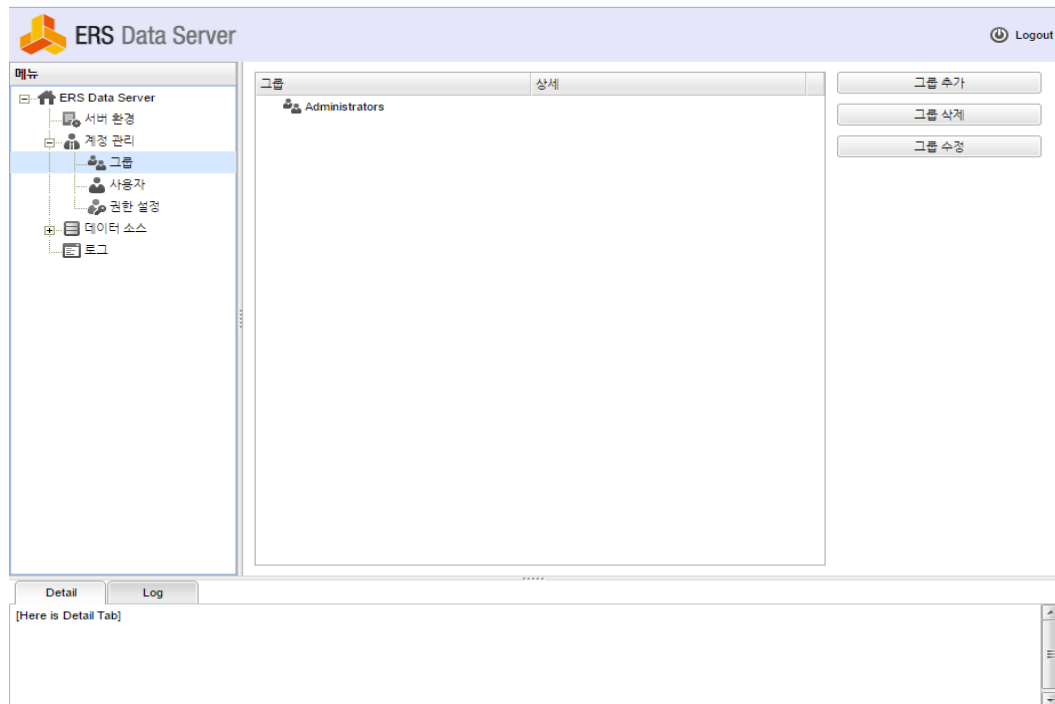 ERS Data Server
Logout
메뉴
ERS Data Server
서버 환경
계정 관리
그룹
사용자
권한 설정
데이터 소스
로그
그룹 상세
Administrators
그룹 추가
그룹 삭제
그룹 수정
Detail Log
[Here is Detail Tab]